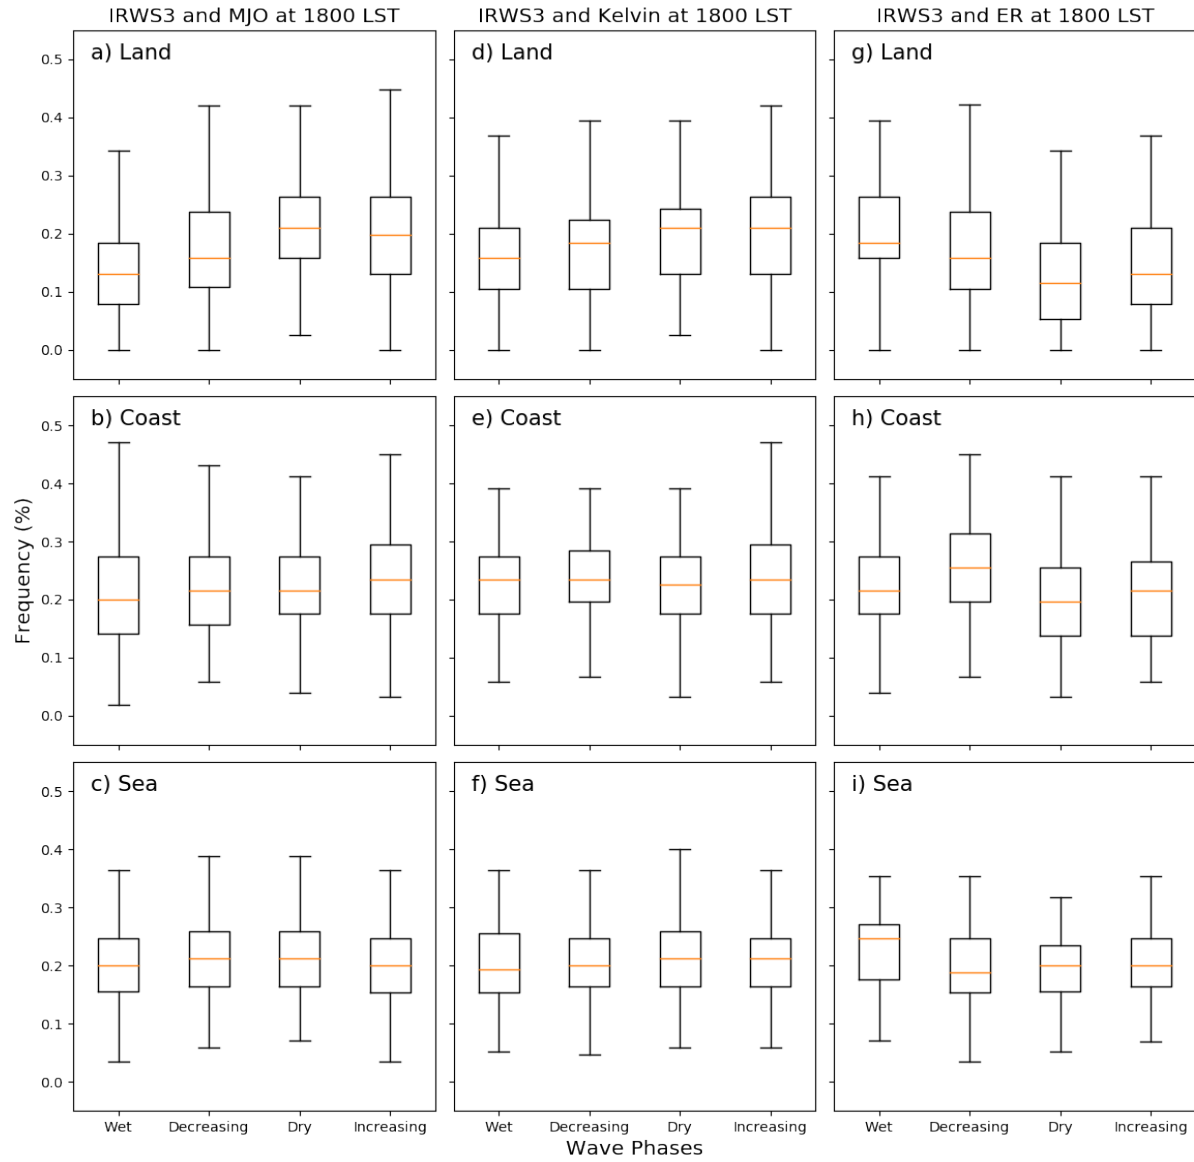 IRWS3 and MJO at 1800 LST
IRWS3 and Kelvin at 1800 LST
IRWS3 and ER at 1800 LST
a) Land
d) Land
g) Land
0.5
0.4
0.3
0.2
0.1
0.0
b) Coast
e) Coast
h) Coast
0.5
0.4
0.3
0.2
0.1
0.0
Frequency (%)
c) Sea
f) Sea
i) Sea
0.5
0.4
0.3
0.2
0.1
0.0
Wet Decreasing Dry Increasing
Wet Decreasing Dry Increasing
Wet Decreasing Dry Increasing
Wave Phases